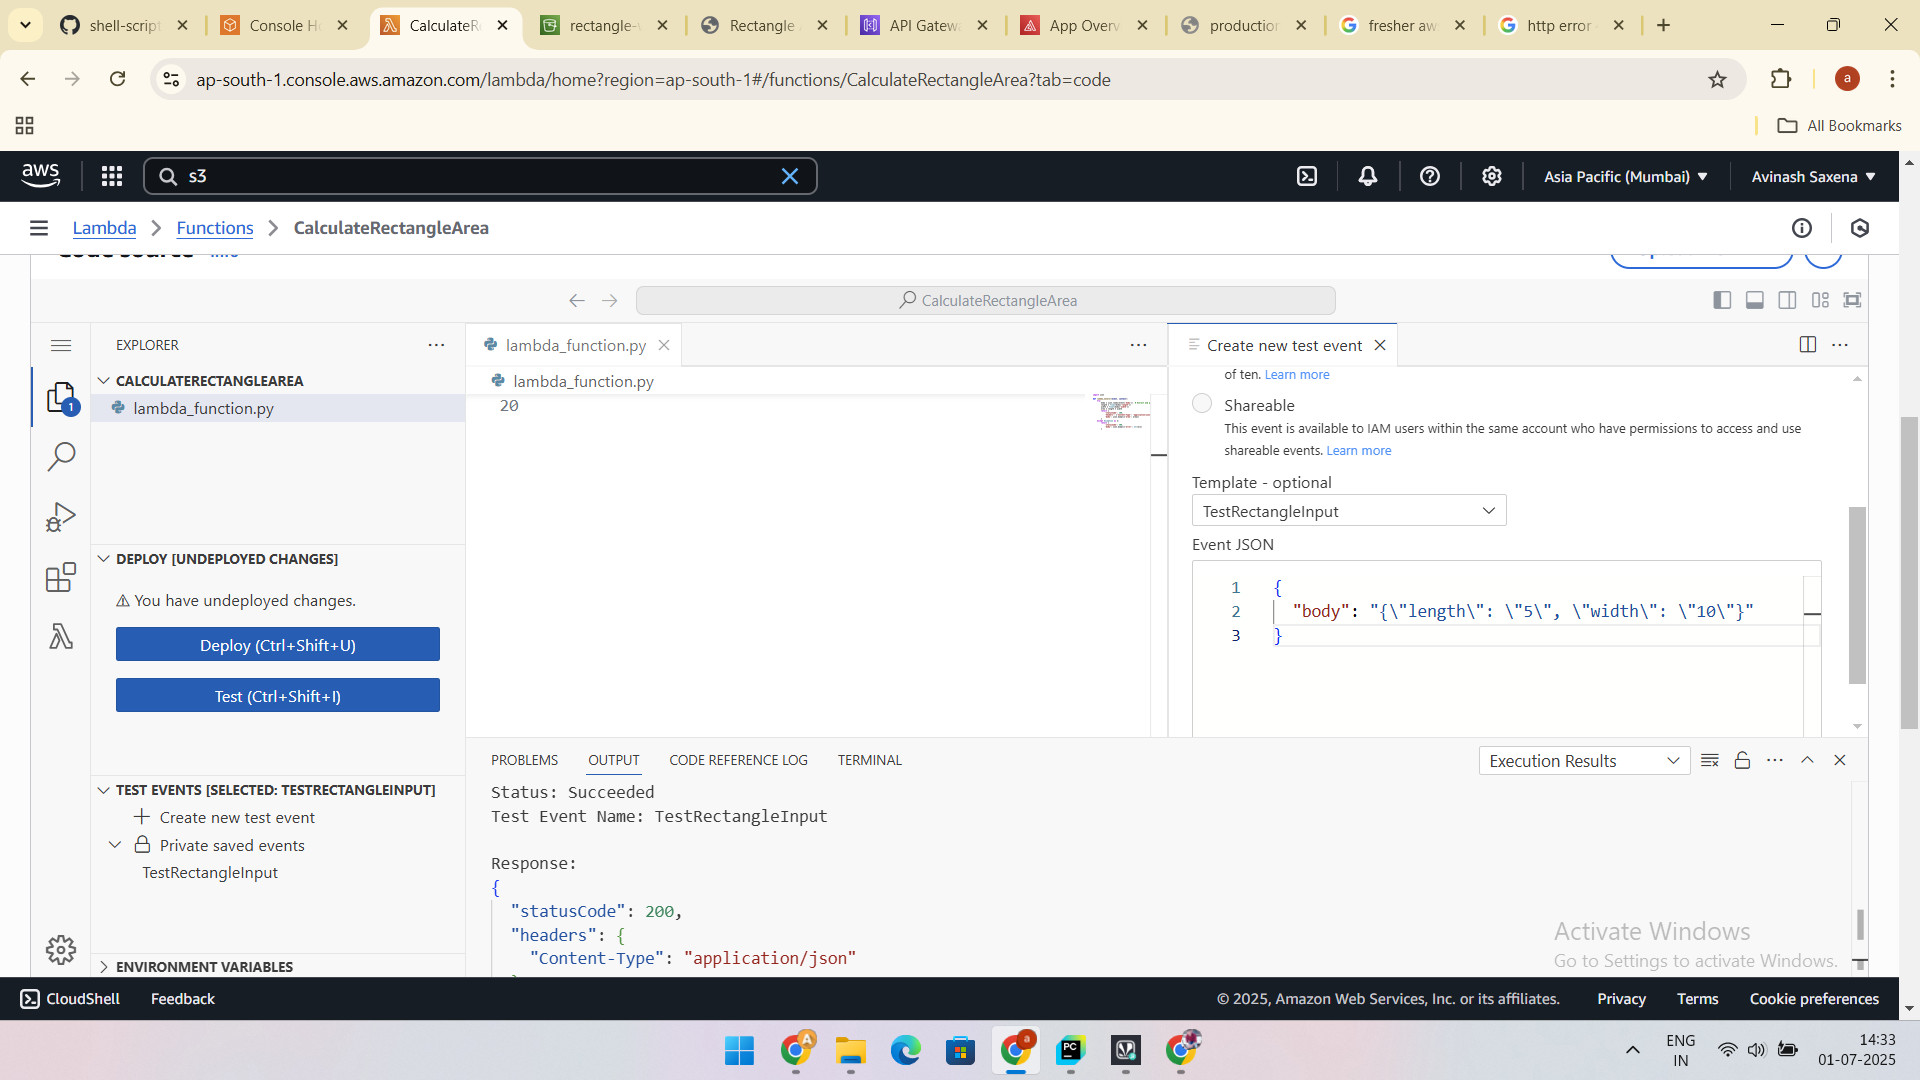 shell-script
Console H
CalculateR
rectangle-
Rectangle
API Gatew
App Overv
production
fresher aw
http error
ap-south-1.console.aws.amazon.com/lambda/home?region=ap-south-1#/functions/CalculateRectangleArea?tab=code
a
All Bookmarks
aws
s3
Asia Pacific (Mumbai)
Avinash Saxena
Lambda
Functions
CalculateRectangleArea
CalculateRectangleArea
EXPLORER
lambda_function.py
Create new test event
CALCULATERECTANGLEAREA
lambda_function.py
lambda_function.py
20
1
of ten. Learn more
Shareable
This event is available to IAM users within the same account who have permissions to access and use
shareable events. Learn more
Template - optional
TestRectangleInput
Event JSON
1 {
2 "body": "{\"length\": \"5\", \"width\": \"10\"}"
3 }
DEPLOY [UNDEPLOYED CHANGES]
You have undeployed changes.
Deploy (Ctrl+Shift+U)
Test (Ctrl+Shift+I)
TEST EVENTS [SELECTED: TESTRECTANGLEINPUT]
Create new test event
Private saved events
TestRectangleInput
ENVIRONMENT VARIABLES
PROBLEMS
OUTPUT
CODE REFERENCE LOG
TERMINAL
Execution Results
Status: Succeeded
Test Event Name: TestRectangleInput
Response:
{
"statusCode": 200,
"headers": {
"Content-Type": "application/json"
Activate Windows
Go to Settings to activate Windows.
CloudShell
Feedback
© 2025, Amazon Web Services, Inc. or its affiliates.
Privacy
Terms
Cookie preferences
A
a
PC
ENG
IN
14:33
01-07-2025